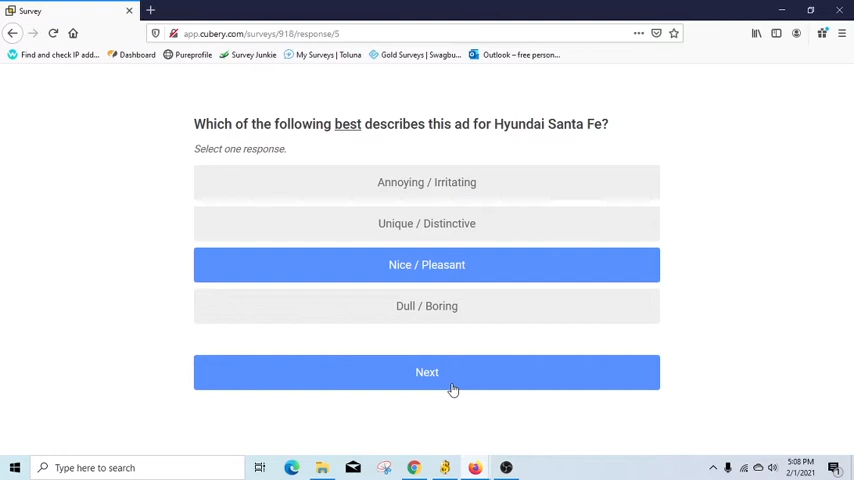 Survey
app.cubery.com/surveys/918/response/5
Find and check IP add... Dashboard Pureprofile Survey Junkie My Surveys | Toluna Gold Surveys | Swagbu... Outlook – free person...
Which of the following best describes this ad for Hyundai Santa Fe?
Select one response.
Annoying / Irritating
Unique / Distinctive
Nice / Pleasant
Dull / Boring
Next
Type here to search
5:08 PM
2/1/2021